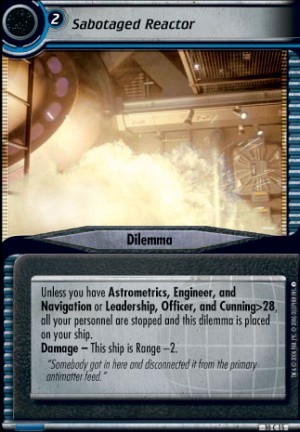 2 Sabotaged Reactor
Dilemma
Unless you have Astrometrics, Engineer, and
Navigation or Leadership, Officer, and Cunning>28,
all your personnel are stopped and this dilemma is placed
on your ship.
Damage – This ship is Range –2.
"Somebody got in here and disconnected it from the primary
antimatter feed."